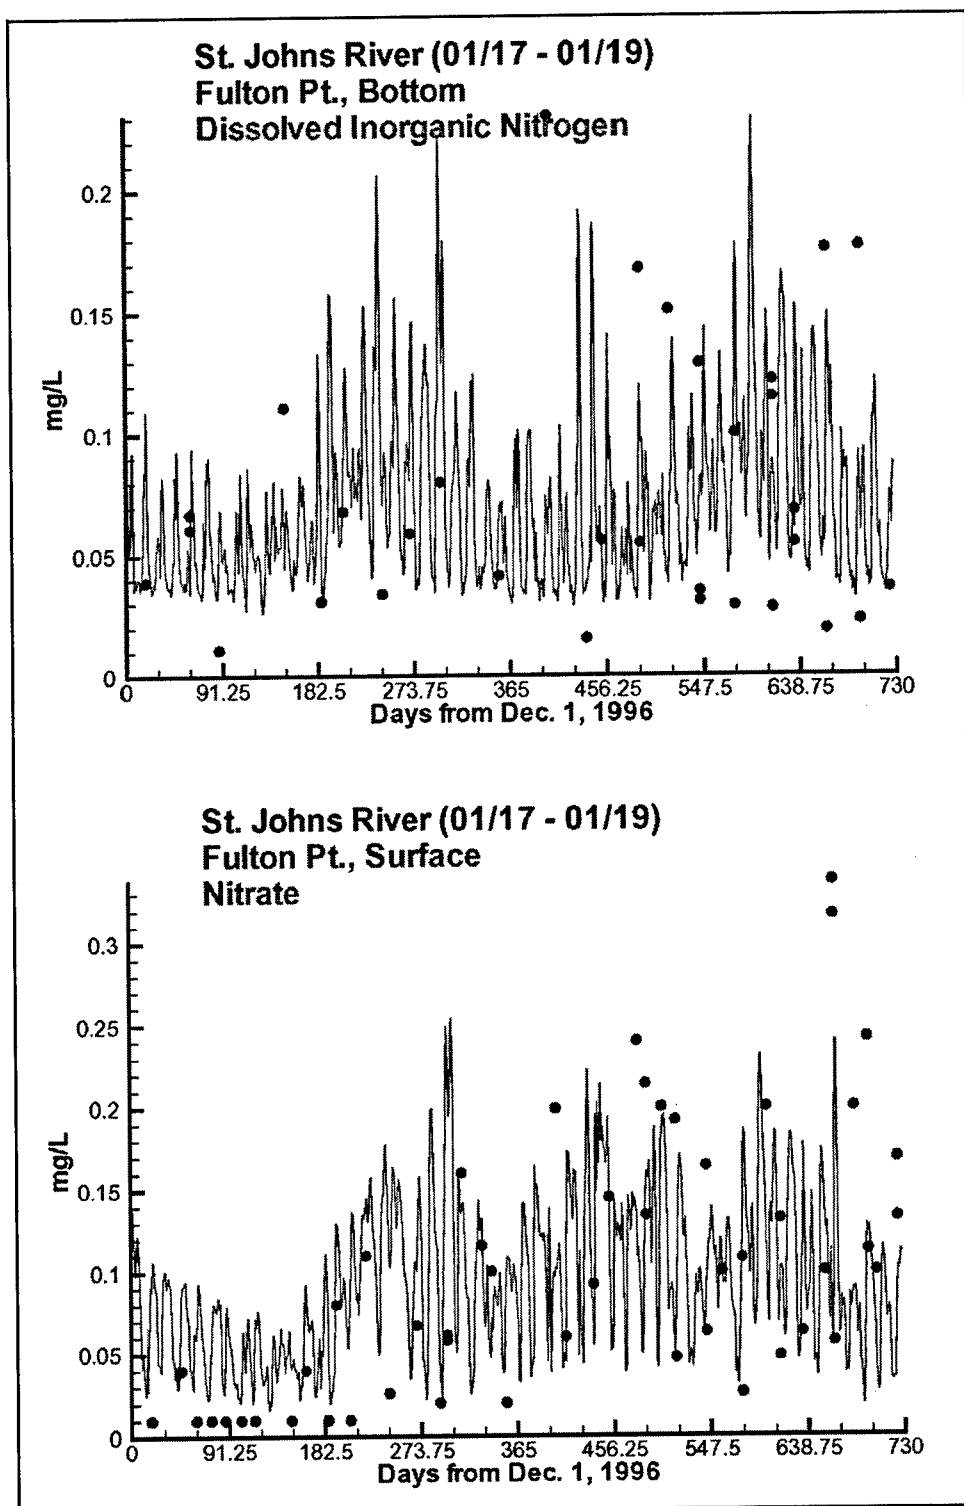 St. Johns River (01/17 - 01/19)
Fulton Pt., Bottom
Dissolved Inorganic Nitrogen
0.2
0.15
0.1
0.05
0
mg/L
0 91.25 182.5 273.75 365 456.25 547.5 638.75 730
Days from Dec. 1, 1996
St. Johns River (01/17 - 01/19)
Fulton Pt., Surface
Nitrate
0.3
0.25
0.2
0.15
0.1
0.05
0
mg/L
0 91.25 182.5 273.75 365 456.25 547.5 638.75 730
Days from Dec. 1, 1996